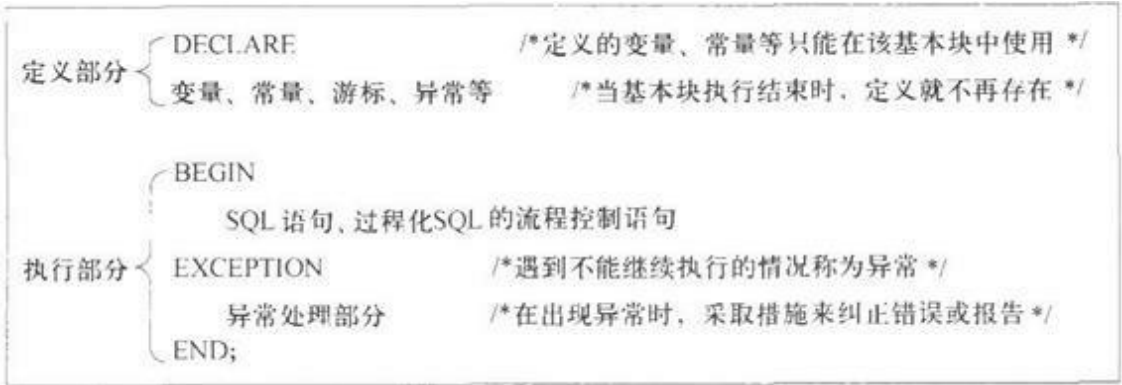 DECLARE /*定义的变量、常量等只能在该基本块中使用 */
定义部分
变量、常量、游标、异常等 /*当基本块执行结束时，定义就不再存在 */
BEGIN
SQL 语句、过程化SQL 的流程控制语句
执行部分 EXCEPTION /*遇到不能继续执行的情况称为异常 */
异常处理部分 /*在出现异常时，采取措施来纠正错误或报告 */
END;